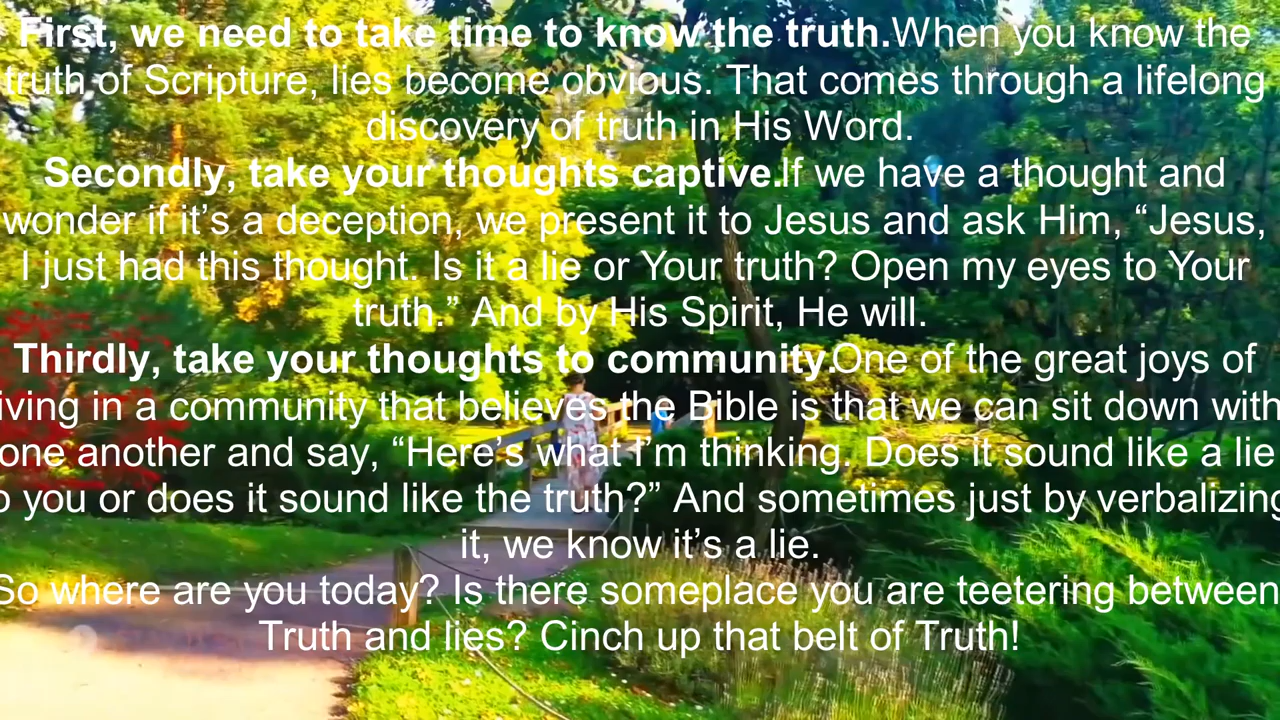 First, we need to take time to know the truth.When you know the
truth of Scripture, lies become obvious. That comes through a lifelong
discovery of truth in His Word.
Secondly, take your thoughts captive.If we have a thought and
wonder if it’s a deception, we present it to Jesus and ask Him, “Jesus,
I just had this thought. Is it a lie or Your truth? Open my eyes to Your
truth.” And by His Spirit, He will.
Thirdly, take your thoughts to community.One of the great joys of
iving in a community that believes the Bible is that we can sit down with
one another and say, “Here’s what I’m thinking. Does it sound like a lie
o you or does it sound like the truth?” And sometimes just by verbalizing
it, we know it’s a lie.
So where are you today? Is there someplace you are teetering between
Truth and lies? Cinch up that belt of Truth!